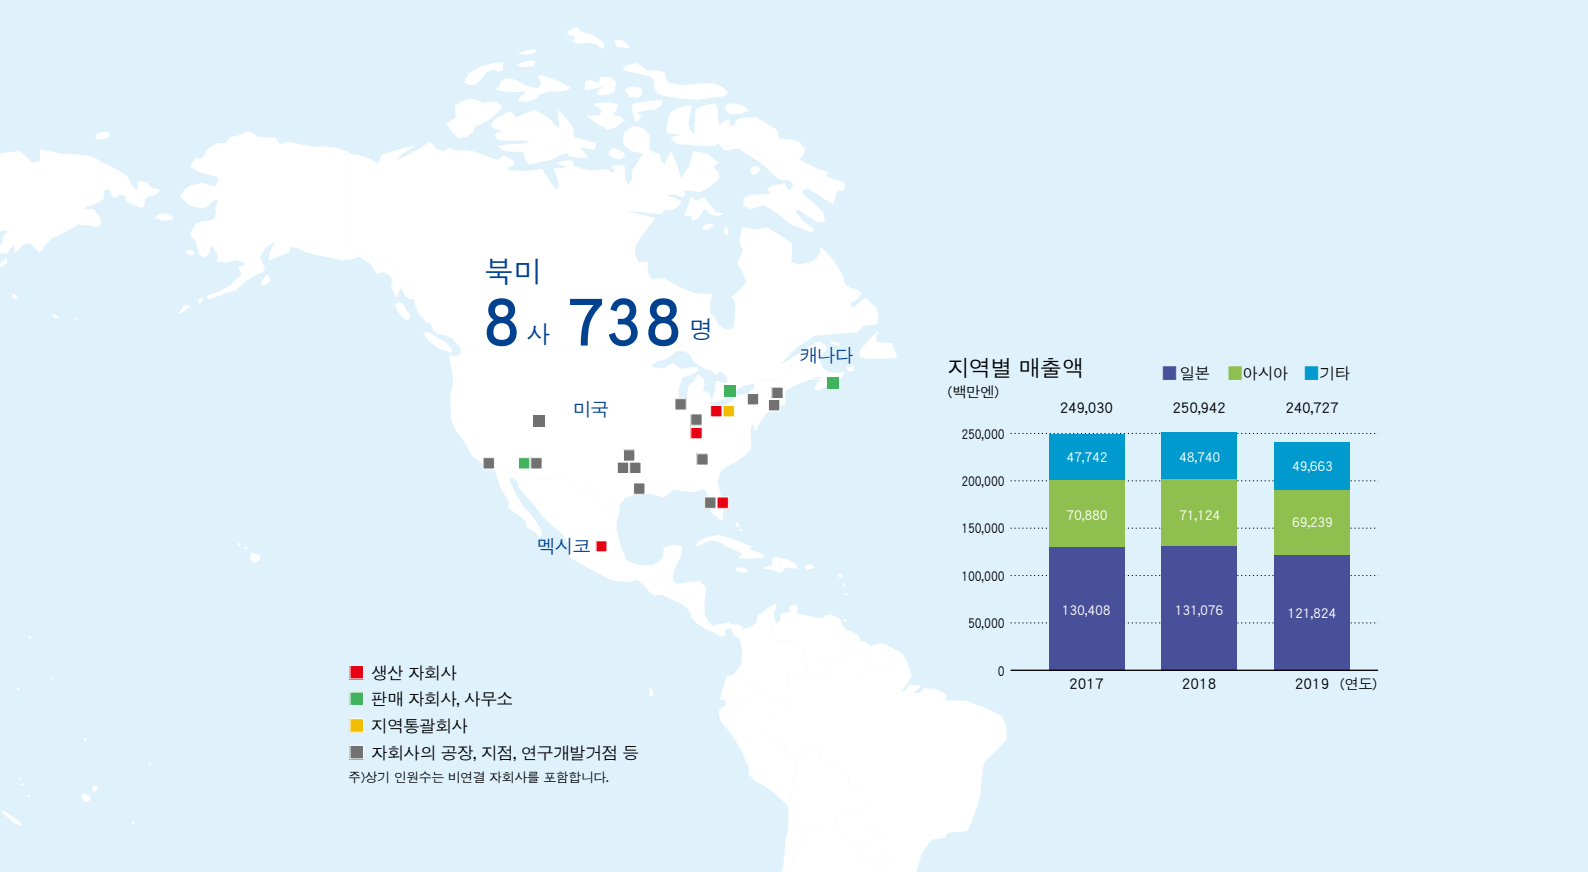 북미
8 사 738 명
캐나다
미국
멕시코
생산 자회사
판매 자회사, 사무소
지역통괄회사
자회사의 공장, 지점, 연구개발거점 등
주)상기 인원수는 비연결 자회사를 포함합니다.
지역별 매출액
(백만엔)
일본 아시아 기타
249,030 250,942 240,727
250,000
200,000
150,000
100,000
50,000
0
47,742 48,740 49,663
70,880 71,124 69,239
130,408 131,076 121,824
2017 2018 2019 (연도)